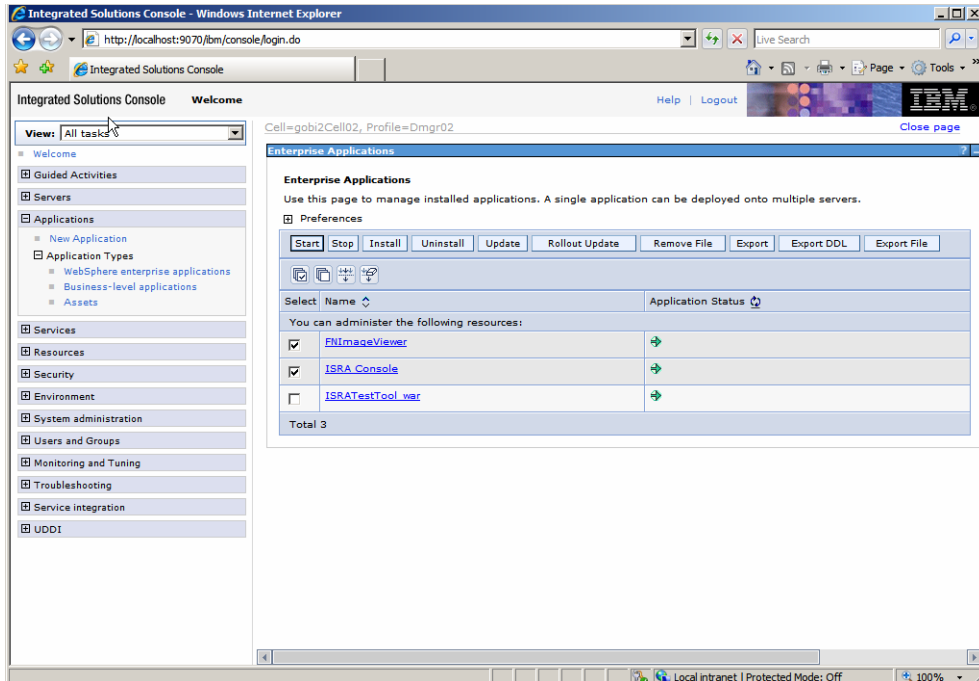 Integrated Solutions Console - Windows Internet Explorer
http://localhost:9070/ibm/console/login.do
Live Search
Integrated Solutions Console
Page
Tools
Integrated Solutions Console Welcome
Help | Logout
IBM
View: All tasks
Cell=gobi2Cell02, Profile=Dmgr02
Close page
Welcome
Guided Activities
Servers
Applications
New Application
Application Types
WebSphere enterprise applications
Business-level applications
Assets
Services
Resources
Security
Environment
System administration
Users and Groups
Monitoring and Tuning
Troubleshooting
Service integration
UDDI
Enterprise Applications
Enterprise Applications
Use this page to manage installed applications. A single application can be deployed onto multiple servers.
Preferences
Start Stop Install Uninstall Update Rollout Update Remove File Export Export DDL Export File
Select Name Application Status
You can administer the following resources:
FNImageViewer
ISRA Console
ISRATestTool_war
Total 3
Local intranet | Protected Mode: Off
100%